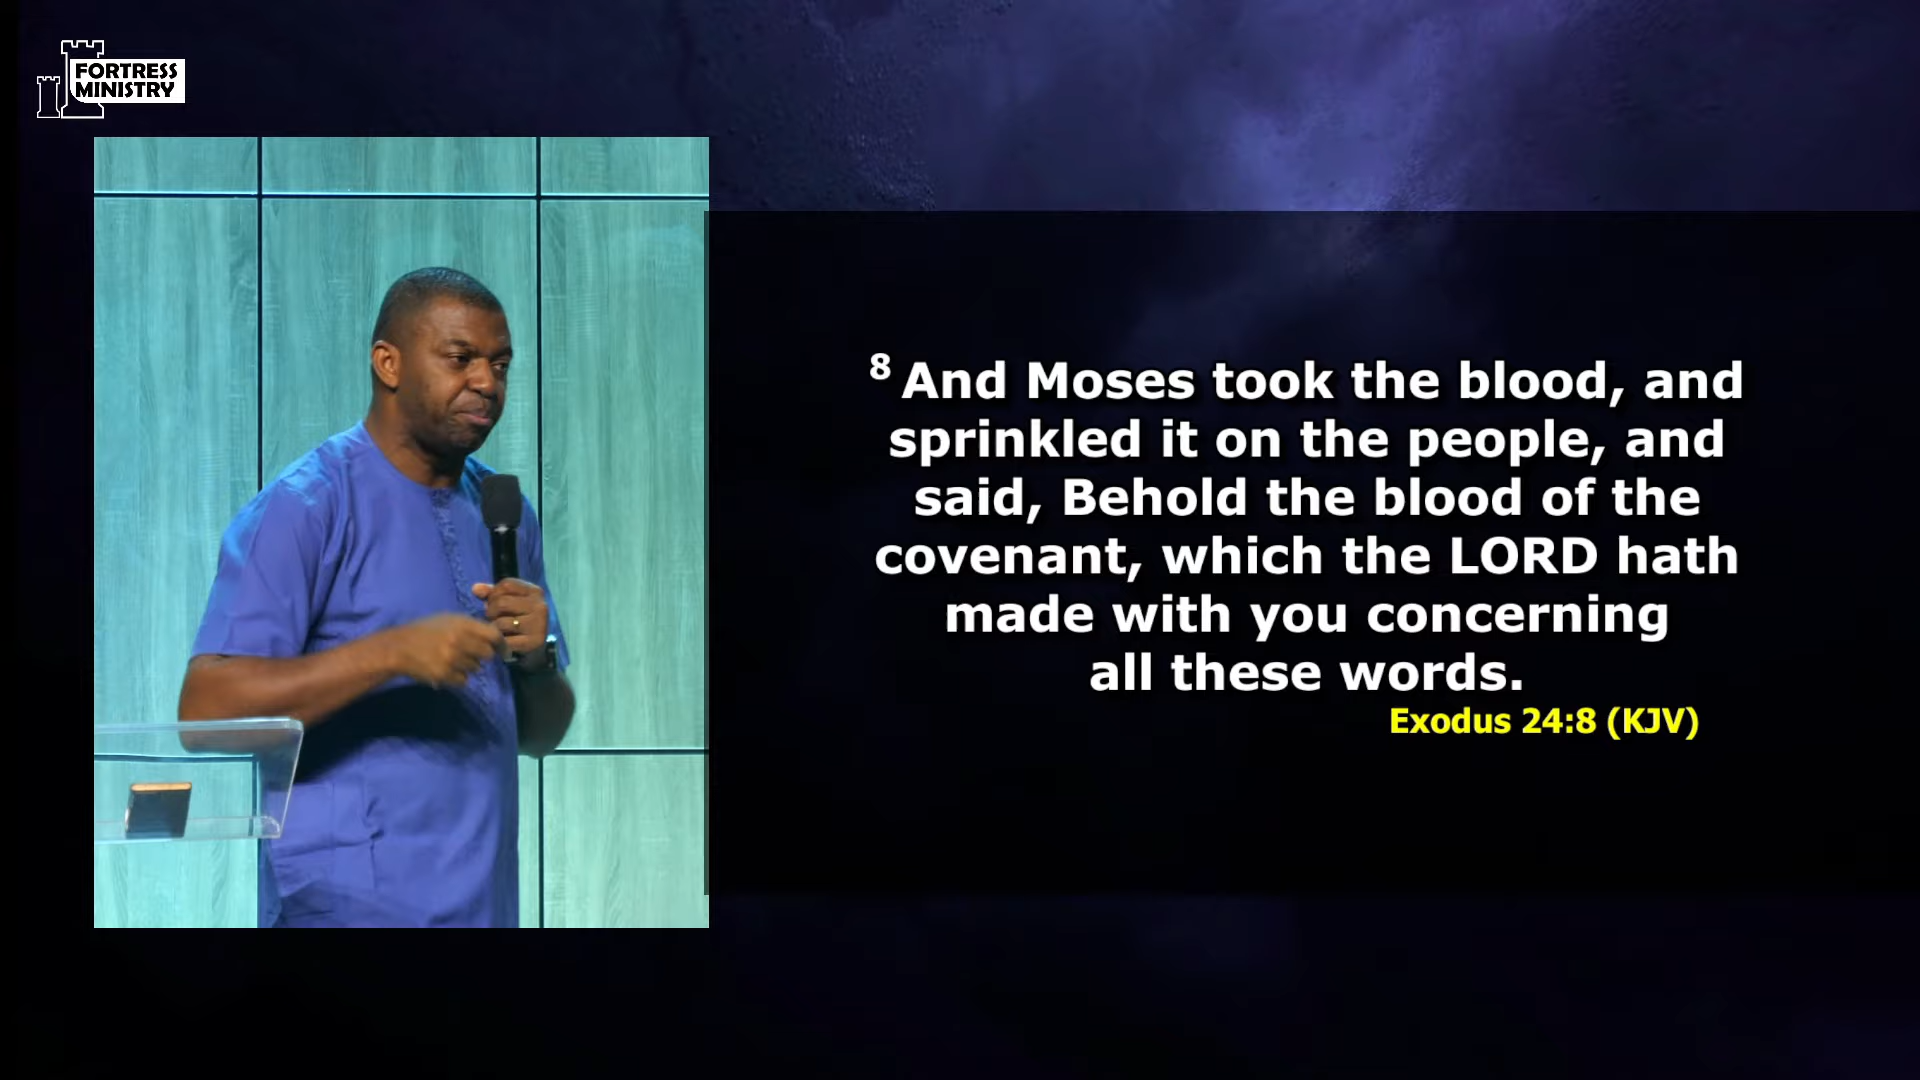 FORTRESS
MINISTRY
8 And Moses took the blood, and
sprinkled it on the people, and
said, Behold the blood of the
covenant, which the LORD hath
made with you concerning
all these words.
Exodus 24:8 (KJV)